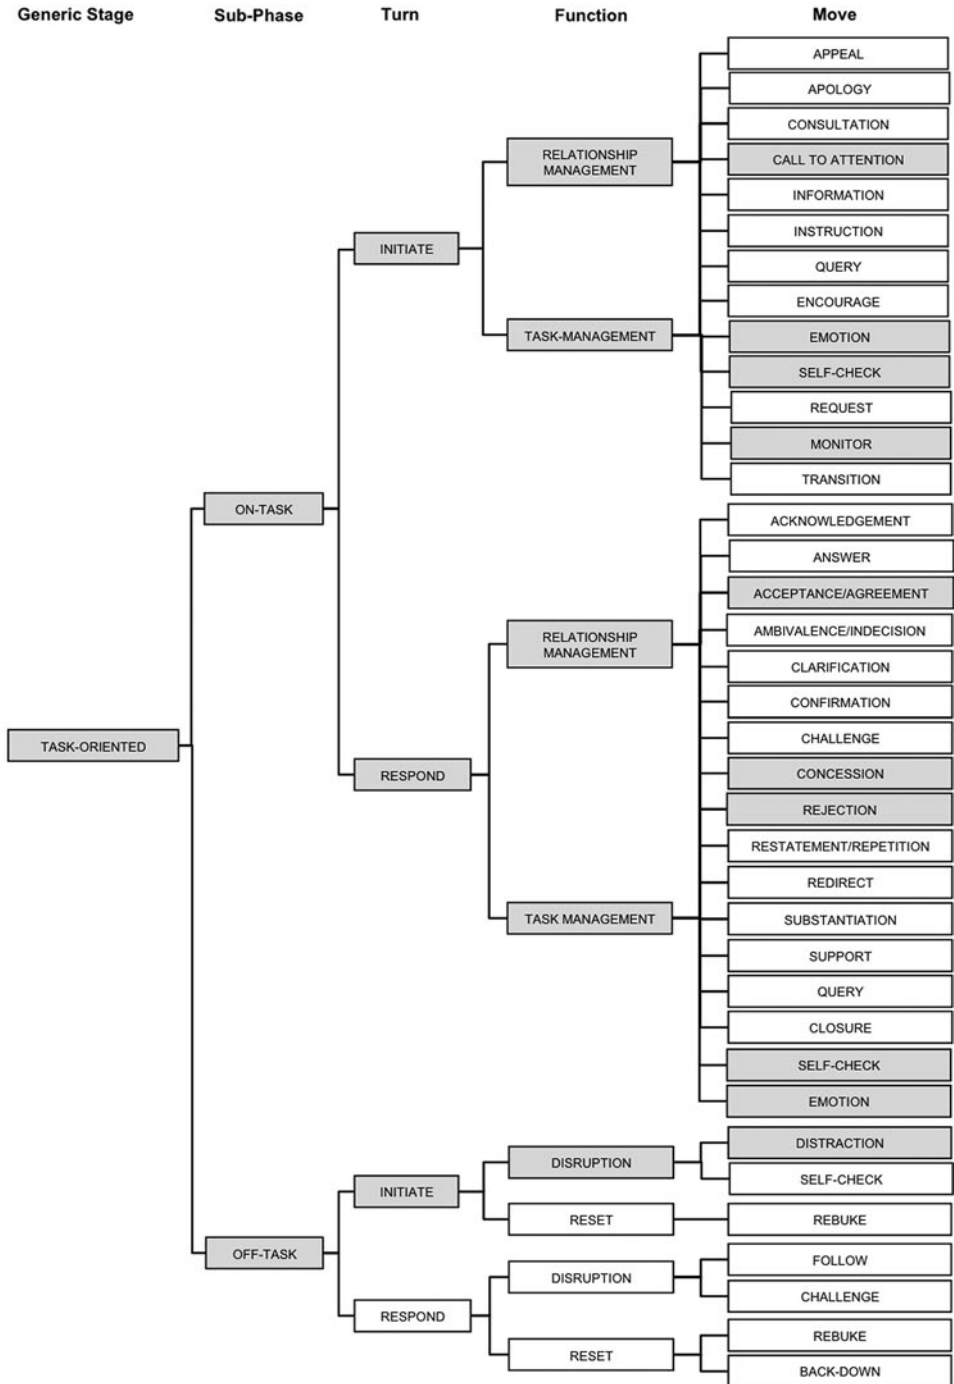 Generic Stage Sub-Phase Turn Function Move
APPEAL
APOLOGY
CONSULTATION
RELATIONSHIP
MANAGEMENT
CALL TO ATTENTION
INFORMATION
INSTRUCTION
INITIATE
QUERY
ENCOURAGE
TASK-MANAGEMENT
EMOTION
SELF-CHECK
REQUEST
MONITOR
TRANSITION
ON-TASK
ACKNOWLEDGEMENT
ANSWER
ACCEPTANCE/AGREEMENT
RELATIONSHIP
MANAGEMENT
AMBIVALENCE/INDECISION
CLARIFICATION
CONFIRMATION
CHALLENGE
TASK-ORIENTED
RESPOND
CONCESSION
REJECTION
RESTATEMENT/REPETITION
REDIRECT
TASK MANAGEMENT
SUBSTANTIATION
SUPPORT
QUERY
CLOSURE
SELF-CHECK
EMOTION
DISTRACTION
DISRUPTION
SELF-CHECK
INITIATE
RESET
REBUKE
OFF-TASK
FOLLOW
DISRUPTION
CHALLENGE
RESPOND
REBUKE
RESET
BACK-DOWN